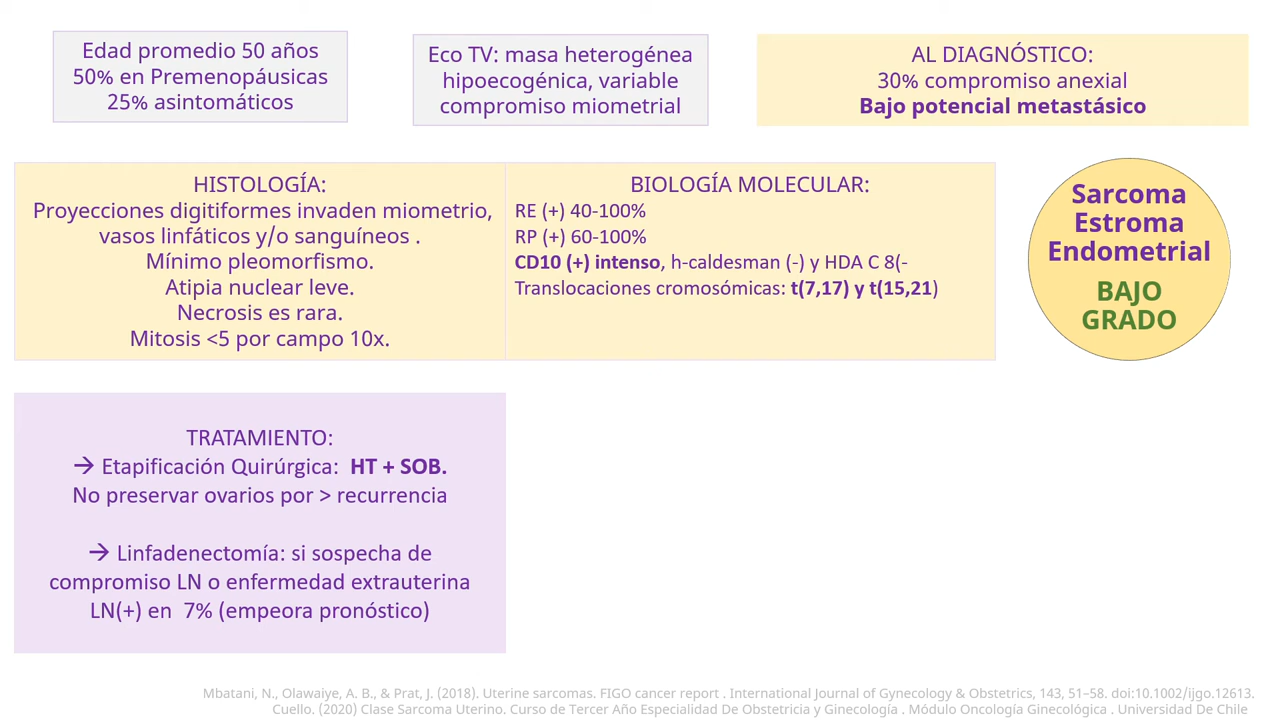 Edad promedio 50 años
50% en Premenopáusicas
25% asintomáticos
Eco TV: masa heterogénea
hipoecogénica, variable
compromiso miometrial
AL DIAGNÓSTICO:
30% compromiso anexial
Bajo potencial metastásico
HISTOLOGÍA:
Proyecciones digitiformes invaden miometrio,
vasos linfáticos y/o sanguíneos .
Mínimo pleomorfismo.
Atipia nuclear leve.
Necrosis es rara.
Mitosis <5 por campo 10x.
BIOLOGÍA MOLECULAR:
RE (+) 40-100%
RP (+) 60-100%
CD10 (+) intenso, h-caldesman (-) y HDA C 8(-
Translocaciones cromosómicas: t(7,17) y t(15,21)
Sarcoma
Estroma
Endometrial
BAJO
GRADO
TRATAMIENTO:
→ Etapificación Quirúrgica: HT + SOB.
No preservar ovarios por > recurrencia
→ Linfadenectomía: si sospecha de
compromiso LN o enfermedad extrauterina
LN(+) en 7% (empeora pronóstico)
Mbatani, N., Olawaiye, A. B., & Prat, J. (2018). Uterine sarcomas. FIGO cancer report . International Journal of Gynecology & Obstetrics, 143, 51–58. doi:10.1002/ijgo.12613.
Cuello. (2020) Clase Sarcoma Uterino. Curso de Tercer Año Especialidad De Obstetricia y Ginecología . Módulo Oncología Ginecológica . Universidad De Chile